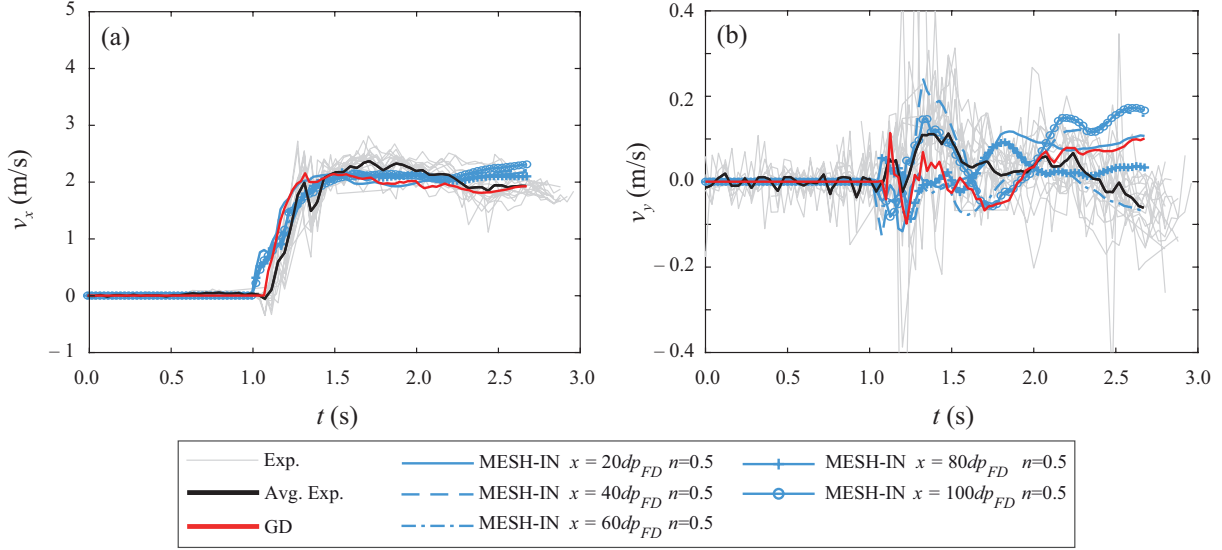 (a)
5
4
3
2
1
0
– 1
v_x (m/s)
0.0 0.5 1.0 1.5 2.0 2.5 3.0
t (s)
(b)
0.4
0.2
0.0
– 0.2
– 0.4
v_y (m/s)
0.0 0.5 1.0 1.5 2.0 2.5 3.0
t (s)
Exp.
Avg. Exp.
GD
MESH-IN x = 20dp_FD n=0.5
MESH-IN x = 40dp_FD n=0.5
MESH-IN x = 60dp_FD n=0.5
MESH-IN x = 80dp_FD n=0.5
MESH-IN x = 100dp_FD n=0.5